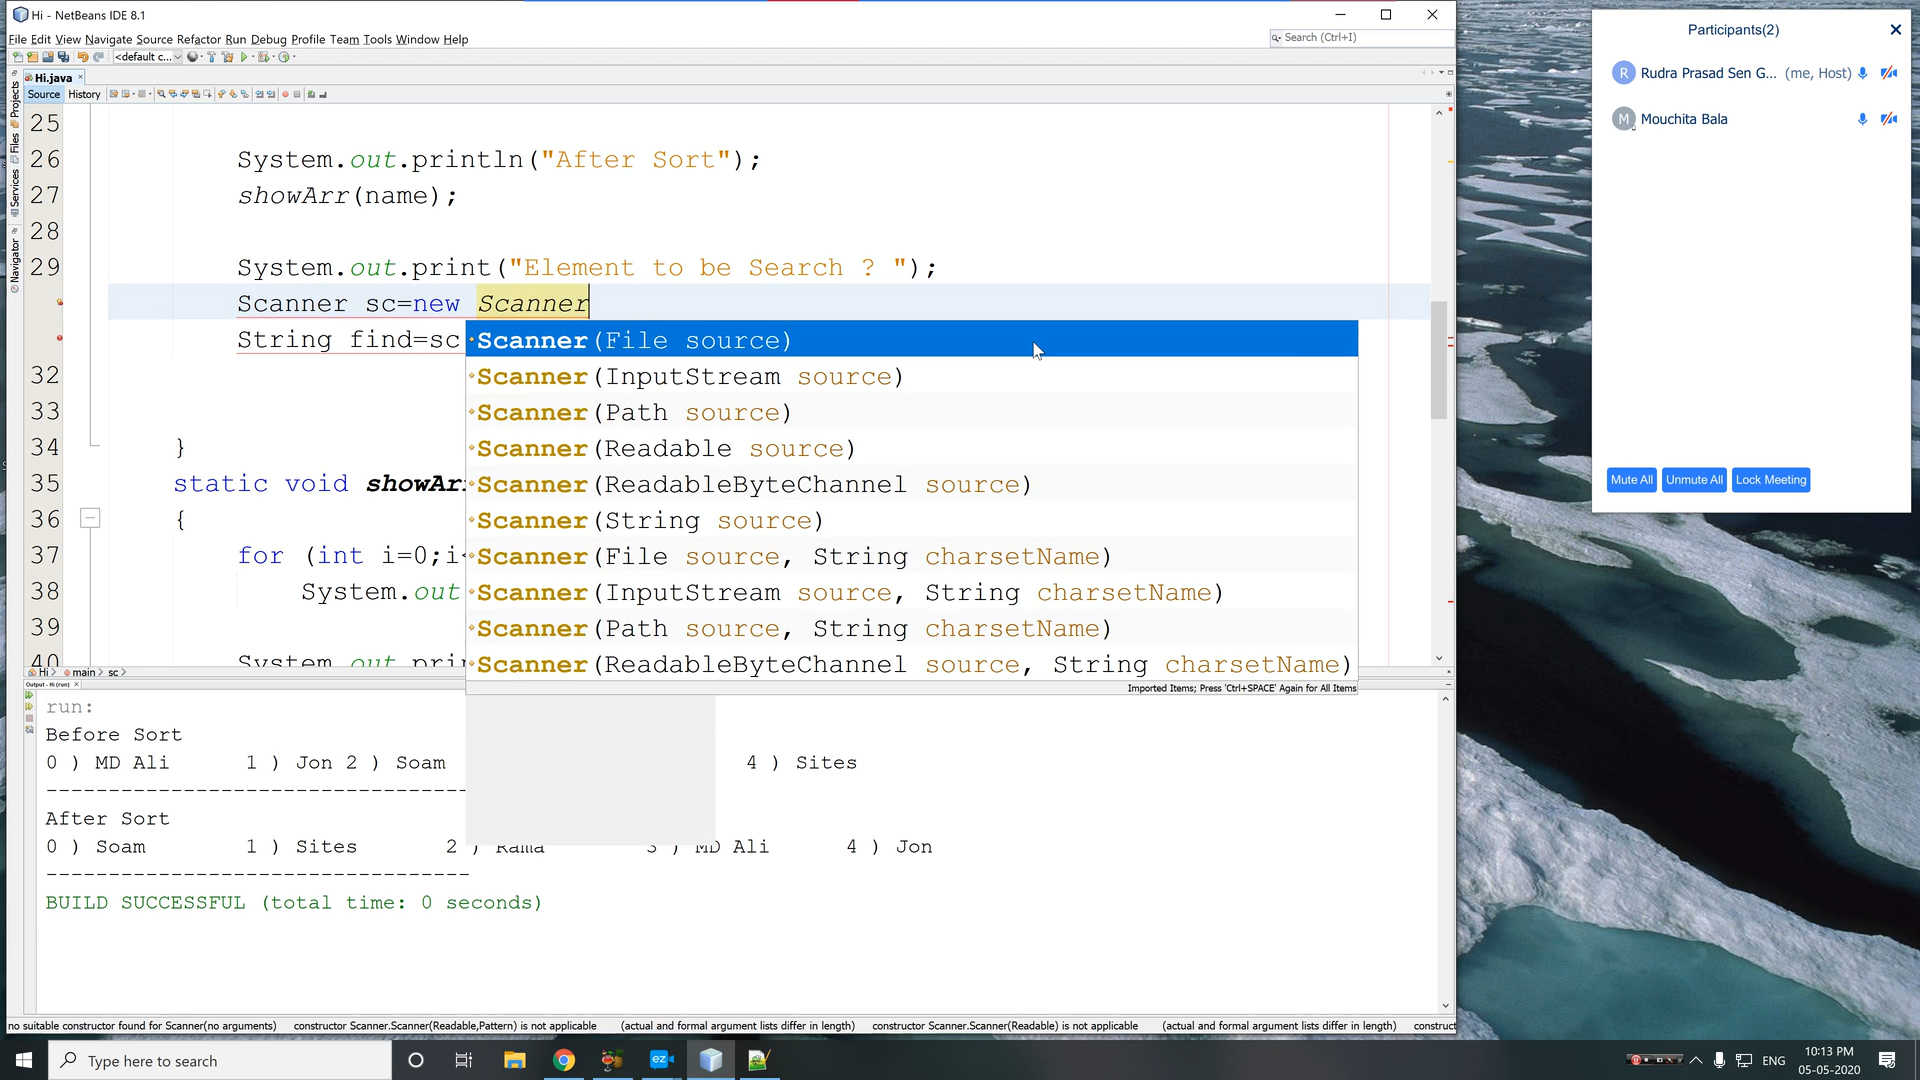 Hi - NetBeans IDE 8.1
File Edit View Navigate Source Refactor Run Debug Profile Team Tools Window Help
Search (Ctrl+I)
<default c...
Hi.java
Source History
Projects
Files
Services
Navigator
25
26 System.out.println("After Sort");
27 showArr(name);
28
29 System.out.print("Element to be Search ? ");
Scanner sc=new Scanner
String find=sc
32
33
34 }
35 static void showAr
36 {
37 for (int i=0;i<
38 System.out
39
40 System.out.prin
Scanner(File source)
Scanner(InputStream source)
Scanner(Path source)
Scanner(Readable source)
Scanner(ReadableByteChannel source)
Scanner(String source)
Scanner(File source, String charsetName)
Scanner(InputStream source, String charsetName)
Scanner(Path source, String charsetName)
Scanner(ReadableByteChannel source, String charsetName)
Imported Items; Press 'Ctrl+SPACE' Again for All Items
Hi main sc
Output - Hi (run)
run:
Before Sort
0 ) MD Ali 1 ) Jon 2 ) Soam 4 ) Sites
----------------------------------
After Sort
0 ) Soam 1 ) Sites 2 ) Rama 3 ) MD Ali 4 ) Jon
----------------------------------
BUILD SUCCESSFUL (total time: 0 seconds)
no suitable constructor found for Scanner(no arguments) constructor Scanner.Scanner(Readable,Pattern) is not applicable (actual and formal argument lists differ in length) constructor Scanner.Scanner(Readable) is not applicable (actual and formal argument lists differ in length) construct
Participants(2)
R Rudra Prasad Sen G... (me, Host)
M Mouchita Bala
Mute All Unmute All Lock Meeting
Type here to search
ez
ENG
10:13 PM
05-05-2020